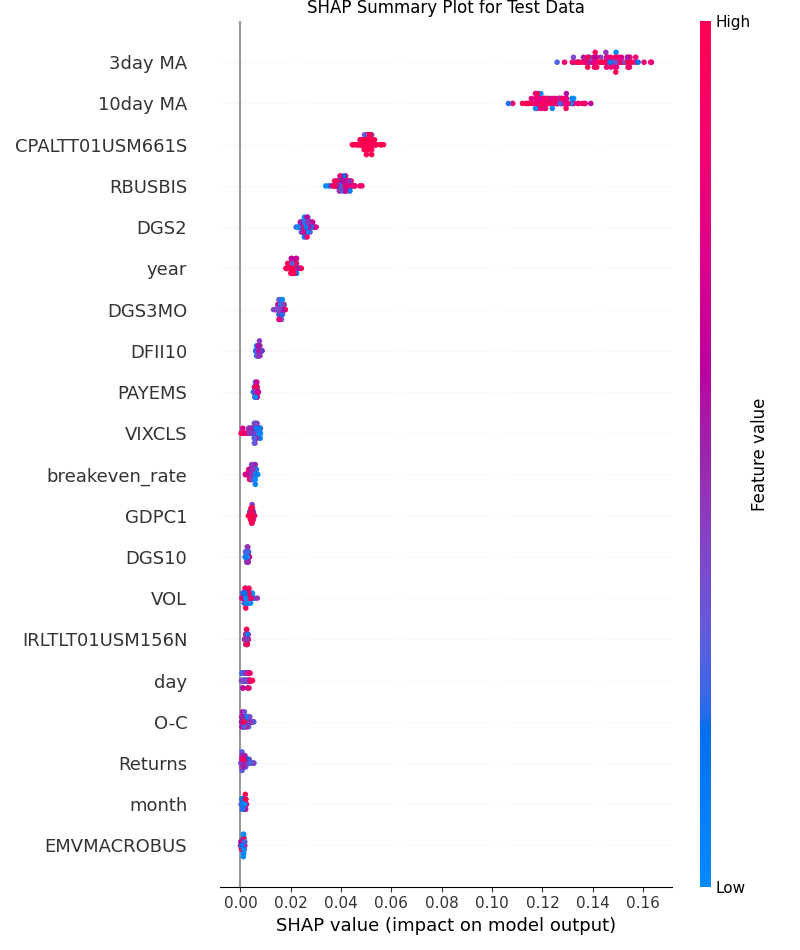 SHAP Summary Plot for Test Data
High
3day MA
10day MA
CPALTT01USM661S
RBUSBIS
DGS2
year
DGS3MO
DFII10
PAYEMS
VIXCLS
breakeven_rate
GDPC1
DGS10
VOL
IRLTLT01USM156N
day
O-C
Returns
month
EMVMACROBUS
Feature value
Low
0.00 0.02 0.04 0.06 0.08 0.10 0.12 0.14 0.16
SHAP value (impact on model output)